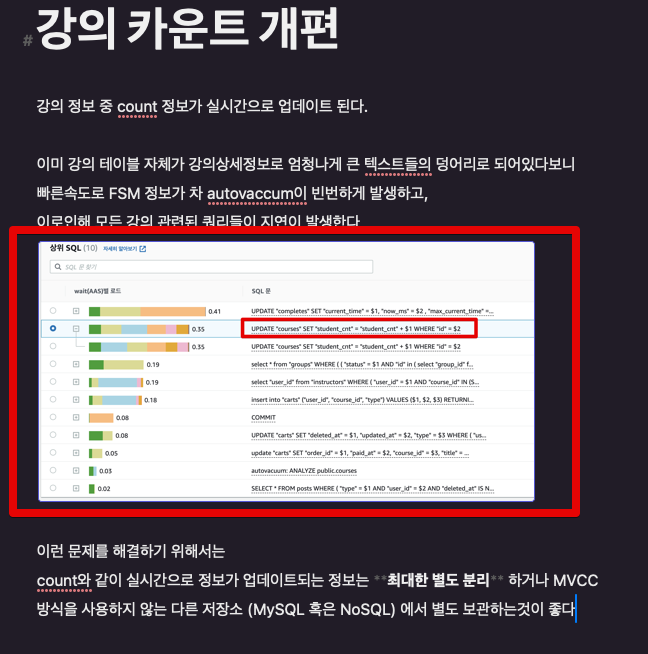 # 강의 카운트 개편
강의 정보 중 count 정보가 실시간으로 업데이트 된다.
이미 강의 테이블 자체가 강의상세정보로 엄청나게 큰 텍스트들의 덩어리로 되어있다보니
빠른속도로 FSM 정보가 차 autovaccum이 빈번하게 발생하고,
이로인해 모든 강의 관련된 쿼리들이 지연이 발생한다
상위 SQL (10) 자세히 알아보기
SQL 문 찾기
wait(AAS)별 로드 SQL 문
0.41 UPDATE "completes" SET "current_time" = $1, "now_ms" = $2 , "max_current_time" =...
0.35 UPDATE "courses" SET "student_cnt" = "student_cnt" + $1 WHERE "id" = $2
0.35 UPDATE "courses" SET "student_cnt" = "student_cnt" + $1 WHERE "id" = $2
0.19 select * from "groups" WHERE ( ( "status" = $1 AND "id" in ( select "group_id" f...
0.19 select "user_id" from "instructors" WHERE ( "user_id" = $1 AND "course_id" IN (S...
0.18 insert into "carts" ("user_id", "course_id", "type") VALUES ($1, $2, $3) RETURNI...
0.08 COMMIT
0.08 UPDATE "carts" SET "deleted_at" = $1, "updated_at" = $2, "type" = $3 WHERE ( "us...
0.05 update "carts" SET "order_id" = $1, "paid_at" = $2, "course_id" = $3, "title" = ...
0.03 autovacuum: ANALYZE public.courses
0.02 SELECT * FROM posts WHERE ( "type" = $1 AND "user_id" = $2 AND "deleted_at" IS N...
이런 문제를 해결하기 위해서는
count와 같이 실시간으로 정보가 업데이트되는 정보는 **최대한 별도 분리** 하거나 MVCC
방식을 사용하지 않는 다른 저장소 (MySQL 혹은 NoSQL) 에서 별도 보관하는것이 좋다